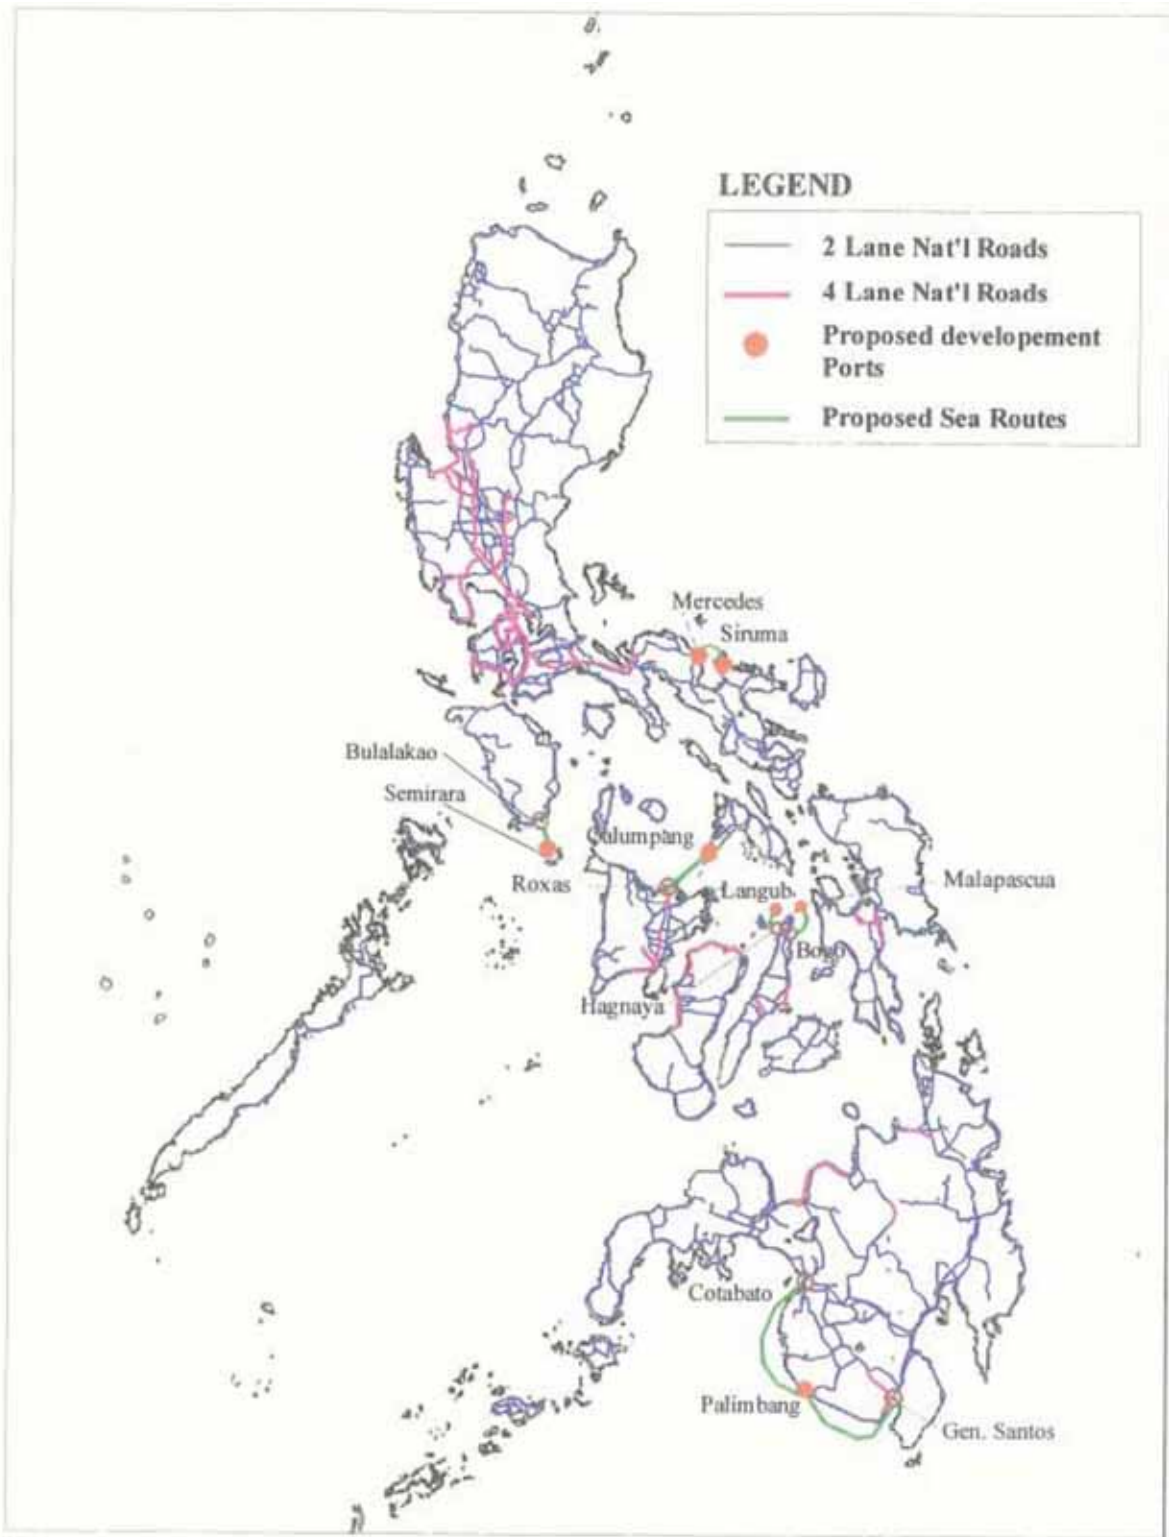 LEGEND
2 Lane Nat'l Roads
4 Lane Nat'l Roads
Proposed developement
Ports
Proposed Sea Routes
Mercedes
Siruma
Bulalakao
Semirara
Calumpang
Roxas
Langub
Malapascua
Bogo
Hagnaya
Cotabato
Palimbang
Gen. Santos